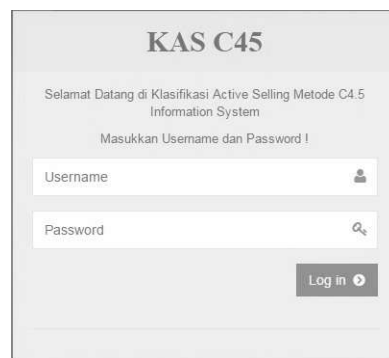 KAS C45
Selamat Datang di Klasifikasi Active Selling Metode C4.5
Information System
Masukkan Username dan Password !
Username
Password
Log in